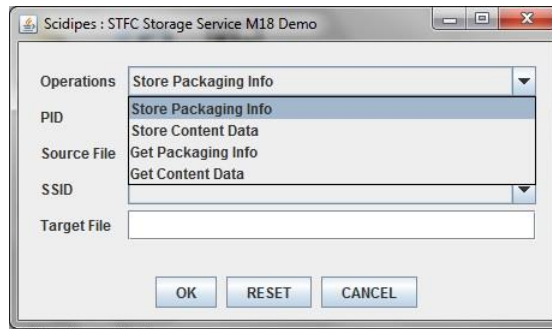 Scidipes : STFC Storage Service M18 Demo
Operations Store Packaging Info
Store Packaging Info
PID
Store Content Data
Source File Get Packaging Info
Get Content Data
SSID
Target File
OK RESET CANCEL